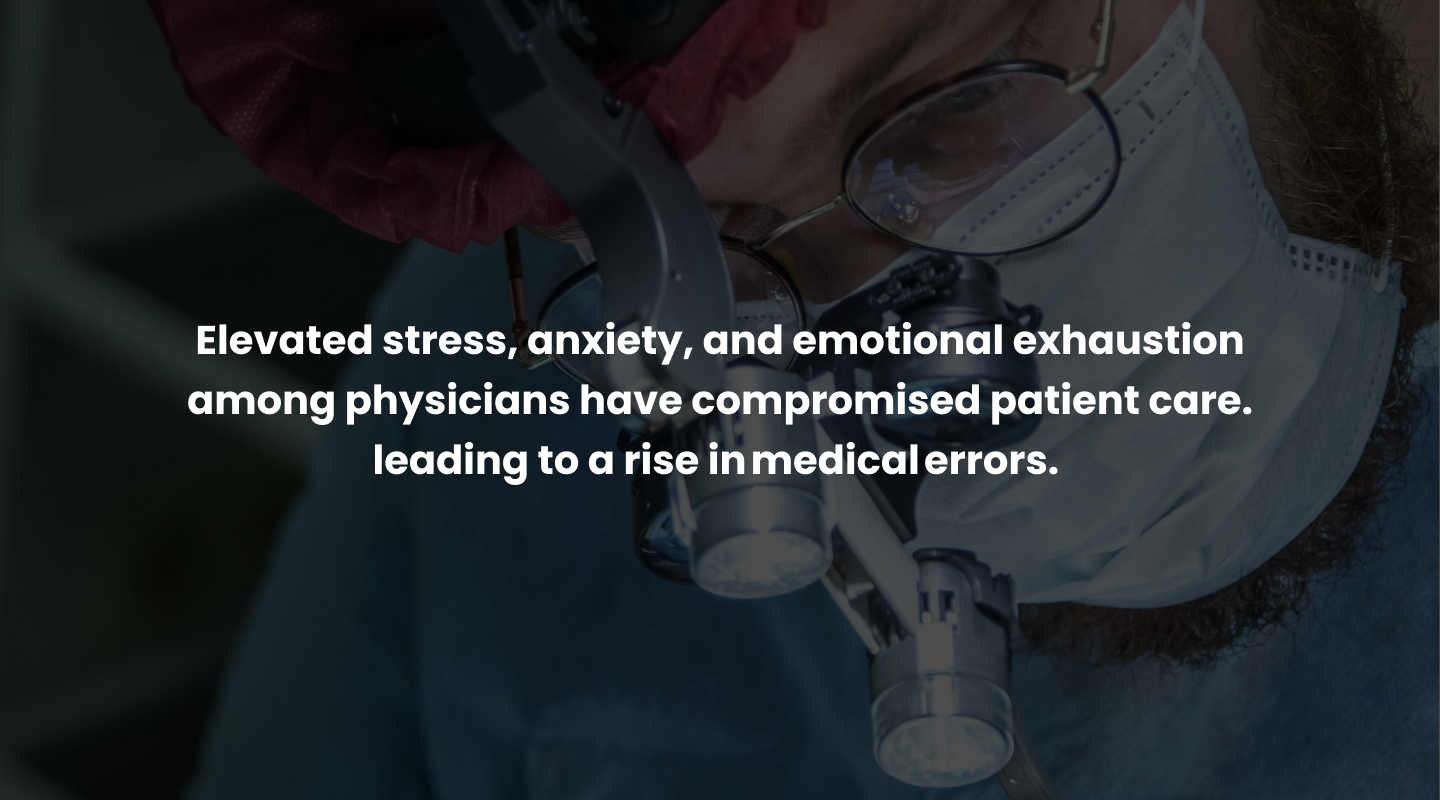 Elevated stress, anxiety, and emotional exhaustion
among physicians have compromised patient care.
leading to a rise in medical errors.